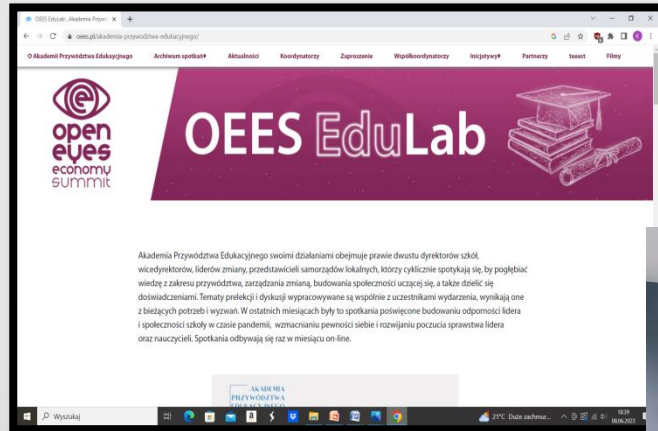 OEES EduLab: „Akademia Przyw
oees.pl/akademia-przywodztwa-edukacyjnego/
O Akademii Przywództwa Edukacyjnego Archiwum spotkań Aktualności Koordynatorzy Zaproszenie Współkoordynatorzy Inicjatywy Partnerzy Filmy
open
eyes
economy
summit
OEES EduLab
Akademia Przywództwa Edukacyjnego swoimi działaniami obejmuje prawie dwustu dyrektorów szkół,
wicedyrektorów, liderów zmiany, przedstawicieli samorządów lokalnych, którzy cyklicznie spotykają się, by pogłębiać
wiedzę z zakresu przywództwa, zarządzania zmianą, budowania społeczności uczącej się, a także dzielić się
doświadczeniami. Tematy prelekcji i dyskusji wypracowywane są wspólnie z uczestnikami wydarzenia, wynikają one
z bieżących potrzeb i wyzwań. W ostatnich miesiącach były to spotkania poświęcone budowaniu odporności lidera
i społeczności szkoły w czasie pandemii, wzmacnianiu pewności siebie i rozwijaniu poczucia sprawstwa lidera
oraz nauczycieli. Spotkania odbywają się raz w miesiącu on-line.
AKADEMIA
PRZYWÓDZTWA
EDUKACYJNEGO
Wyszukaj
21°C Duże zachmur...
18:39
08.06.2023